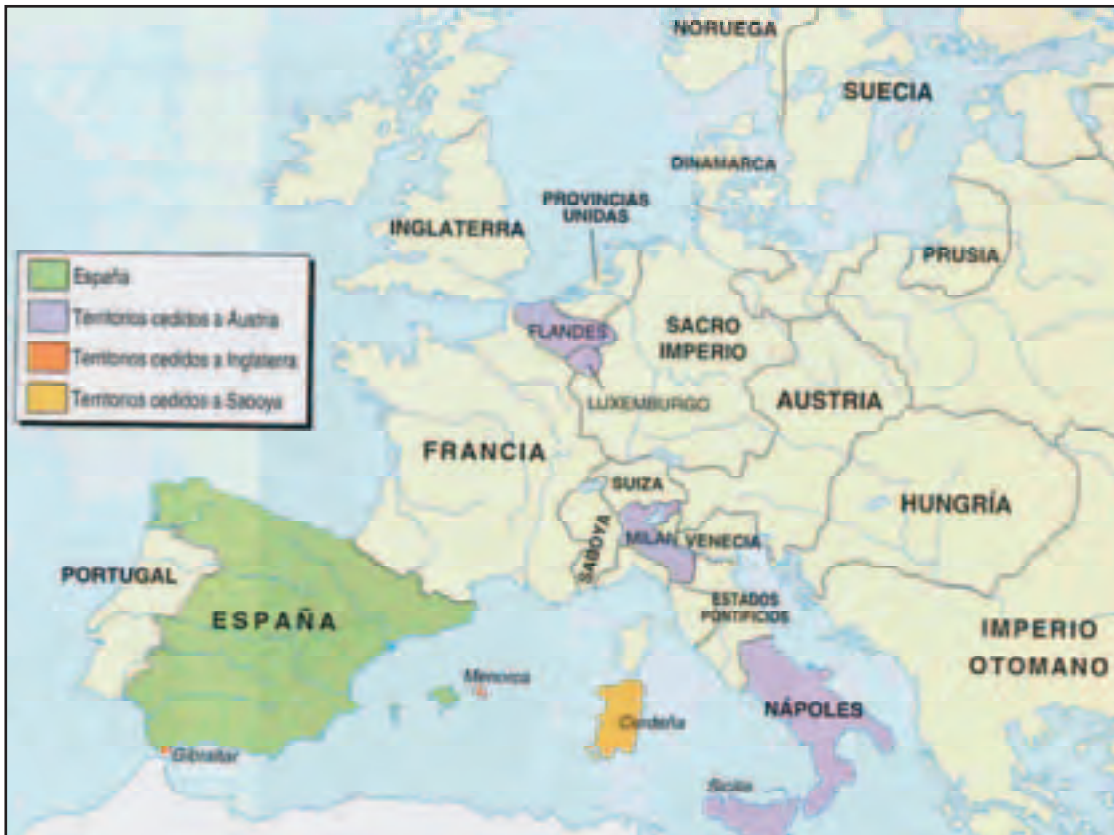 NORUEGA
SUECIA
DINAMARCA
PROVINCIAS
UNIDAS
INGLATERRA
PRUSIA
España
Territorios cedidos a Austria
Territorios cedidos a Inglaterra
Territorios cedidos a Saboya
FLANDES
SACRO
IMPERIO
LUXEMBURGO
AUSTRIA
FRANCIA
SUIZA
HUNGRÍA
SABOYA
MILAN
VENECIA
PORTUGAL
ESPAÑA
ESTADOS
PONTIFICIOS
IMPERIO
OTOMANO
Menorca
Cerdeña
NÁPOLES
Gibraltar
Sicilia